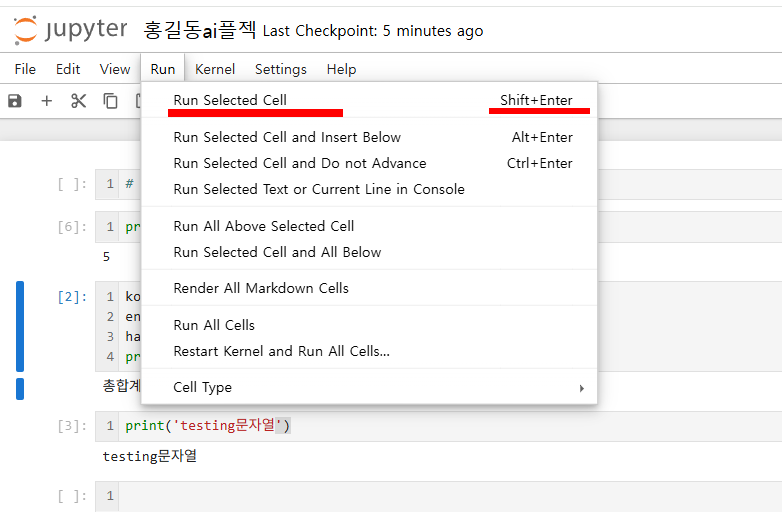 jupyter 홍길동ai플젝 Last Checkpoint: 5 minutes ago
File Edit View Run Kernel Settings Help
Run Selected Cell Shift+Enter
Run Selected Cell and Insert Below Alt+Enter
Run Selected Cell and Do not Advance Ctrl+Enter
Run Selected Text or Current Line in Console
Run All Above Selected Cell
Run Selected Cell and All Below
Render All Markdown Cells
Run All Cells
Restart Kernel and Run All Cells...
Cell Type
[ ]: 1 #
[6]: 1 pr
5
[2]: 1 ko
2 en
3 ha
4 pr
총합계
[3]: 1 print('testing문자열')
testing문자열
[ ]: 1